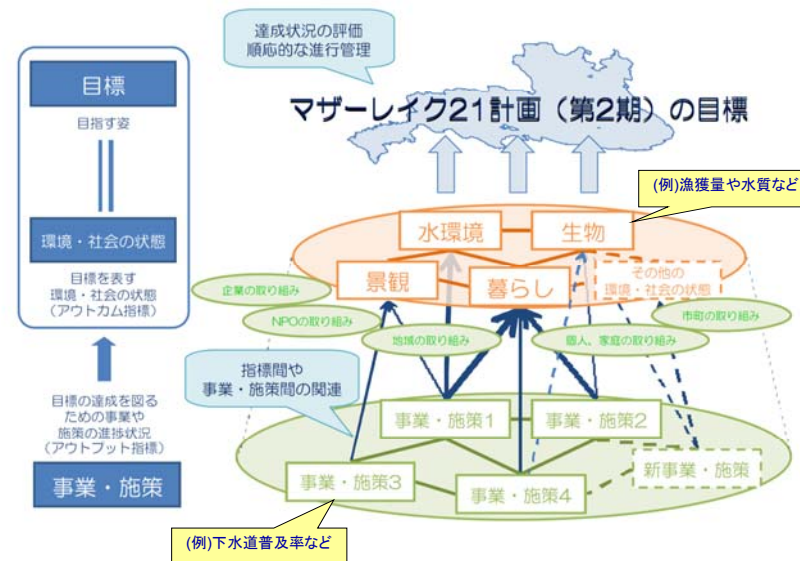 達成状況の評価
順応的な進行管理
マザーレイク21計画（第2期）の目標
目標
目指す姿
環境・社会の状態
目標を表す
環境・社会の状態
（アウトカム指標）
目標の達成を図る
ための事業や
施策の進捗状況
（アウトプット指標）
事業・施策
(例)漁獲量や水質など
水環境
生物
景観
暮らし
その他の
環境・社会の状態
企業の取り組み
NPOの取り組み
地域の取り組み
個人、家庭の取り組み
市町の取り組み
指標間や
事業・施策間の関連
事業・施策1
事業・施策2
事業・施策3
事業・施策4
新事業・施策
(例)下水道普及率など